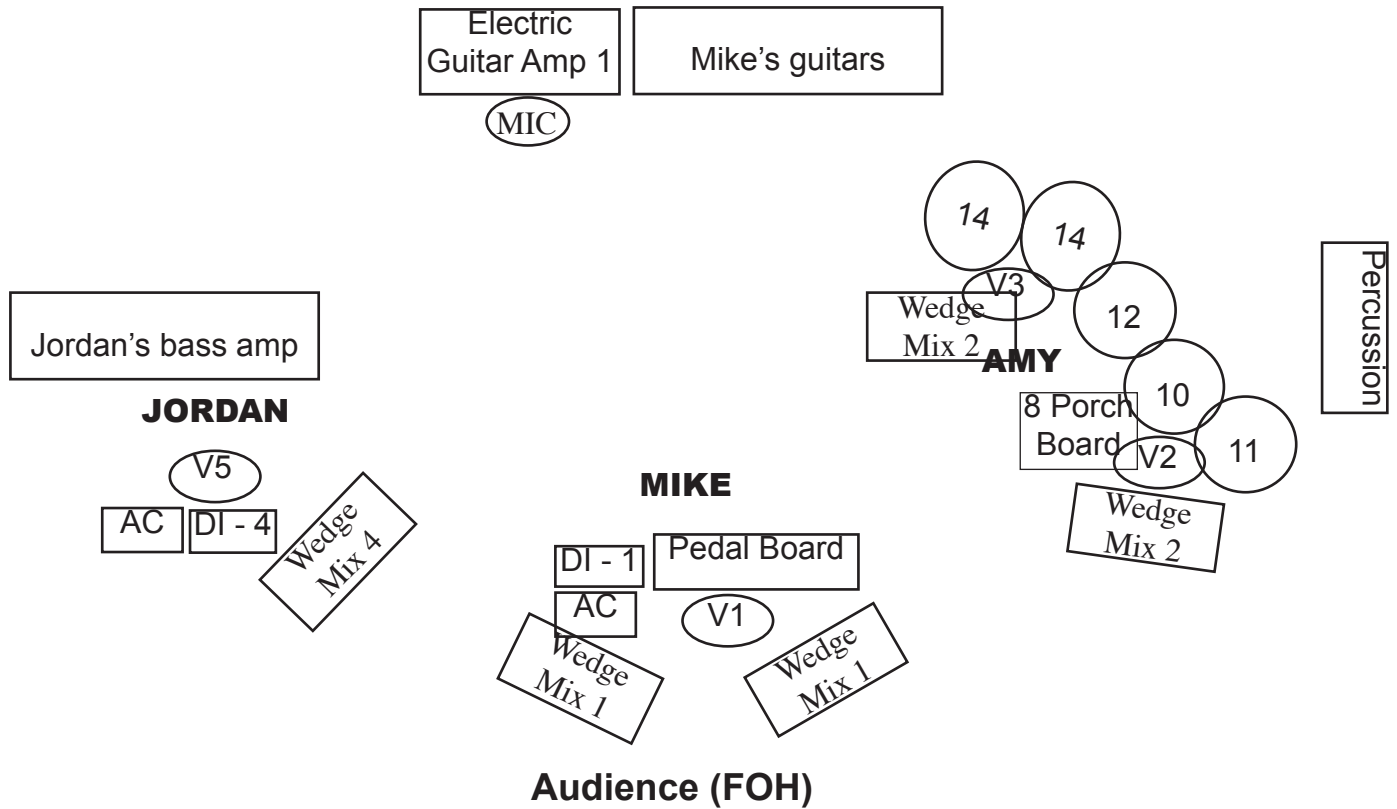 Electric
Guitar Amp 1
Mike's guitars
MIC
14
14
V3
Wedge
Mix 2
12
Percussion
Jordan's bass amp
AMY
JORDAN
8 Porch
Board
10
V2
11
V5
MIKE
Wedge
Mix 2
AC
DI - 4
Wedge
Mix 4
DI - 1
Pedal Board
AC
V1
Wedge
Mix 1
Wedge
Mix 1
Audience (FOH)